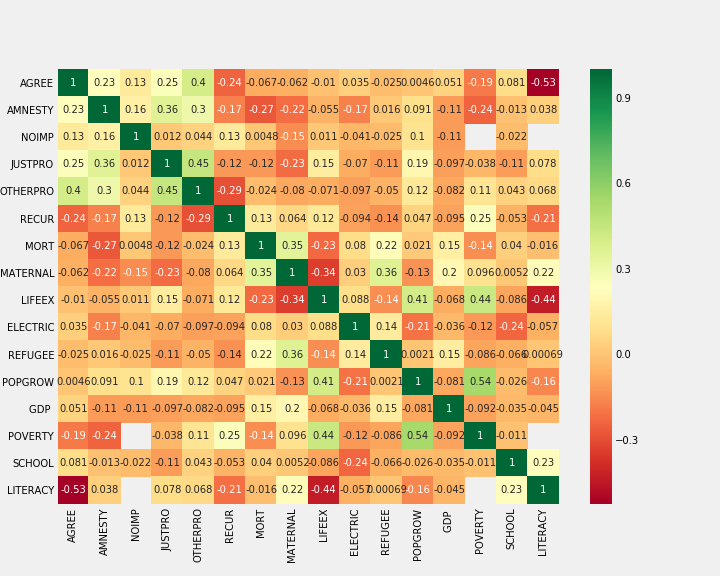 AGREE 1 0.23 0.13 0.25 0.4 -0.24 -0.067 -0.062 -0.01 0.035 -0.025 0.0046 0.051 -0.19 0.081 -0.53
AMNESTY 0.23 1 0.16 0.36 0.3 -0.17 -0.27 -0.22 -0.055 -0.17 0.016 0.091 -0.11 -0.24 -0.013 0.038
NOIMP 0.13 0.16 1 0.012 0.044 0.13 0.0048 -0.15 0.011 -0.041 -0.025 0.1 -0.11 -0.022
JUSTPRO 0.25 0.36 0.012 1 0.45 -0.12 -0.12 -0.23 0.15 -0.07 -0.11 0.19 -0.097 -0.038 -0.11 0.078
OTHERPRO 0.4 0.3 0.044 0.45 1 -0.29 -0.024 -0.08 -0.071 -0.097 -0.05 0.12 -0.082 0.11 0.043 0.068
RECUR -0.24 -0.17 0.13 -0.12 -0.29 1 0.13 0.064 0.12 -0.094 -0.14 0.047 -0.095 0.25 -0.053 -0.21
MORT -0.067 -0.27 0.0048 -0.12 -0.024 0.13 1 0.35 -0.23 0.08 0.22 0.021 0.15 -0.14 0.04 -0.016
MATERNAL -0.062 -0.22 -0.15 -0.23 -0.08 0.064 0.35 1 -0.34 0.03 0.36 -0.13 0.2 0.096 0.0052 0.22
LIFEEX -0.01 -0.055 0.011 0.15 -0.071 0.12 -0.23 -0.34 1 0.088 -0.14 0.41 -0.068 0.44 -0.086 -0.44
ELECTRIC 0.035 -0.17 -0.041 -0.07 -0.097 -0.094 0.08 0.03 0.088 1 0.14 -0.21 -0.036 -0.12 -0.24 -0.057
REFUGEE -0.025 0.016 -0.025 -0.11 -0.05 -0.14 0.22 0.36 -0.14 0.14 1 0.0021 0.15 -0.086 -0.066 0.00069
POPGROW 0.0046 0.091 0.1 0.19 0.12 0.047 0.021 -0.13 0.41 -0.21 0.0021 1 -0.081 0.54 -0.026 -0.16
GDP 0.051 -0.11 -0.11 -0.097 -0.082 -0.095 0.15 0.2 -0.068 -0.036 0.15 -0.081 1 -0.092 -0.035 -0.045
POVERTY -0.19 -0.24 -0.038 0.11 0.25 -0.14 0.096 0.44 -0.12 -0.086 0.54 -0.092 1 -0.011
SCHOOL 0.081 -0.013 -0.022 -0.11 0.043 -0.053 0.04 0.0052 -0.086 -0.24 -0.066 -0.026 -0.035 -0.011 1 0.23
LITERACY -0.53 0.038 0.078 0.068 -0.21 -0.016 0.22 -0.44 -0.057 0.00069 -0.16 -0.045 0.23 1
AGREE AMNESTY NOIMP JUSTPRO OTHERPRO RECUR MORT MATERNAL LIFEEX ELECTRIC REFUGEE POPGROW GDP POVERTY SCHOOL LITERACY
0.9
0.6
0.3
0.0
-0.3